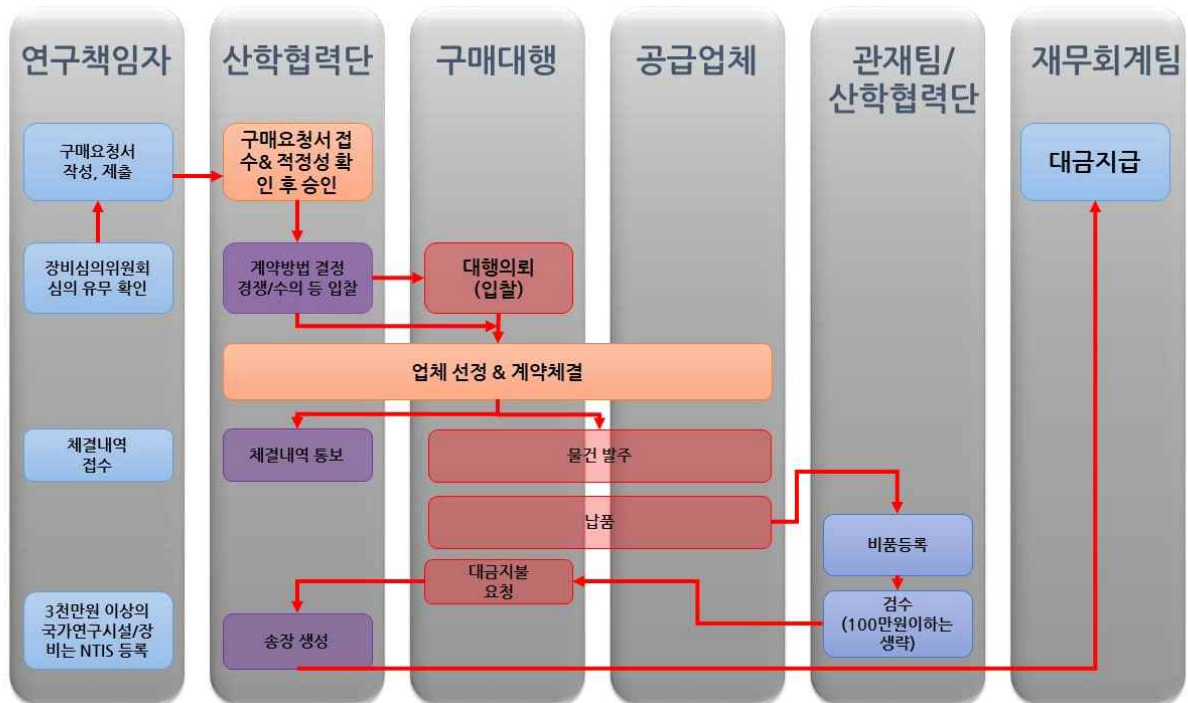 연구책임자
산학협력단
구매대행
공급업체
관재팀/
산학협력단
재무회계팀
구매요청서
작성, 제출
구매요청서 접
수& 적정성 확
인 후 승인
대금지급
장비심의위원회
심의 유무 확인
계약방법 결정
경쟁/수의 등 입찰
대행의뢰
(입찰)
업체 선정 & 계약체결
체결내역
접수
체결내역 통보
물건 발주
납품
비품등록
대금지불
요청
3천만원 이상의
국가연구시설/장
비는 NTIS 등록
송장 생성
검수
(100만원이하는
생략)